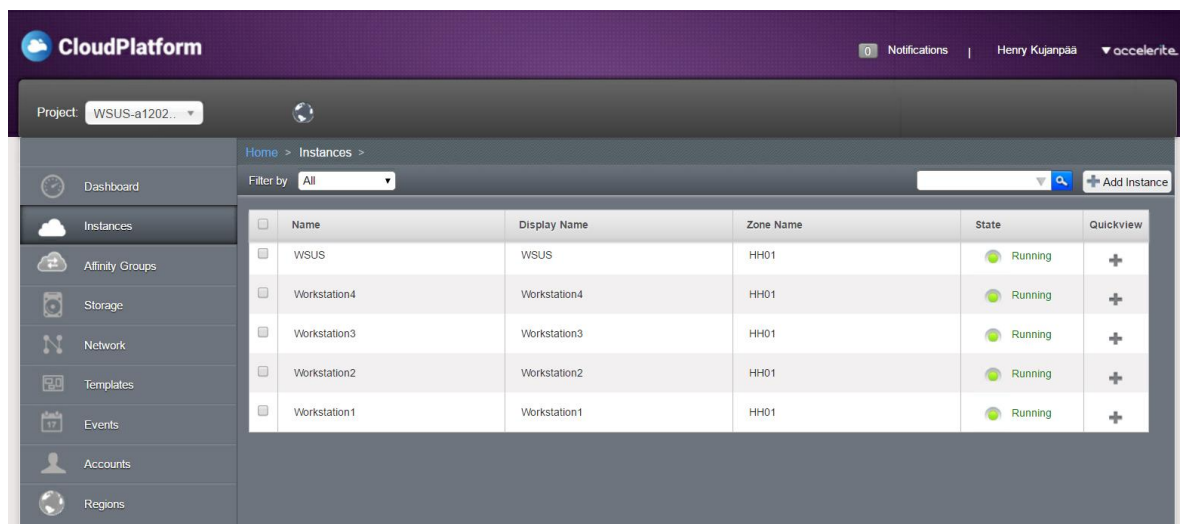 CloudPlatform
0 Notifications | Henry Kujanpää accelerite
Project: WSUS-a1202..
Home > Instances >
Filter by All
Add Instance
Dashboard
Instances
Affinity Groups
Storage
Network
Templates
17 Events
Accounts
Regions
Name Display Name Zone Name State Quickview
WSUS WSUS HH01 Running
Workstation4 Workstation4 HH01 Running
Workstation3 Workstation3 HH01 Running
Workstation2 Workstation2 HH01 Running
Workstation1 Workstation1 HH01 Running